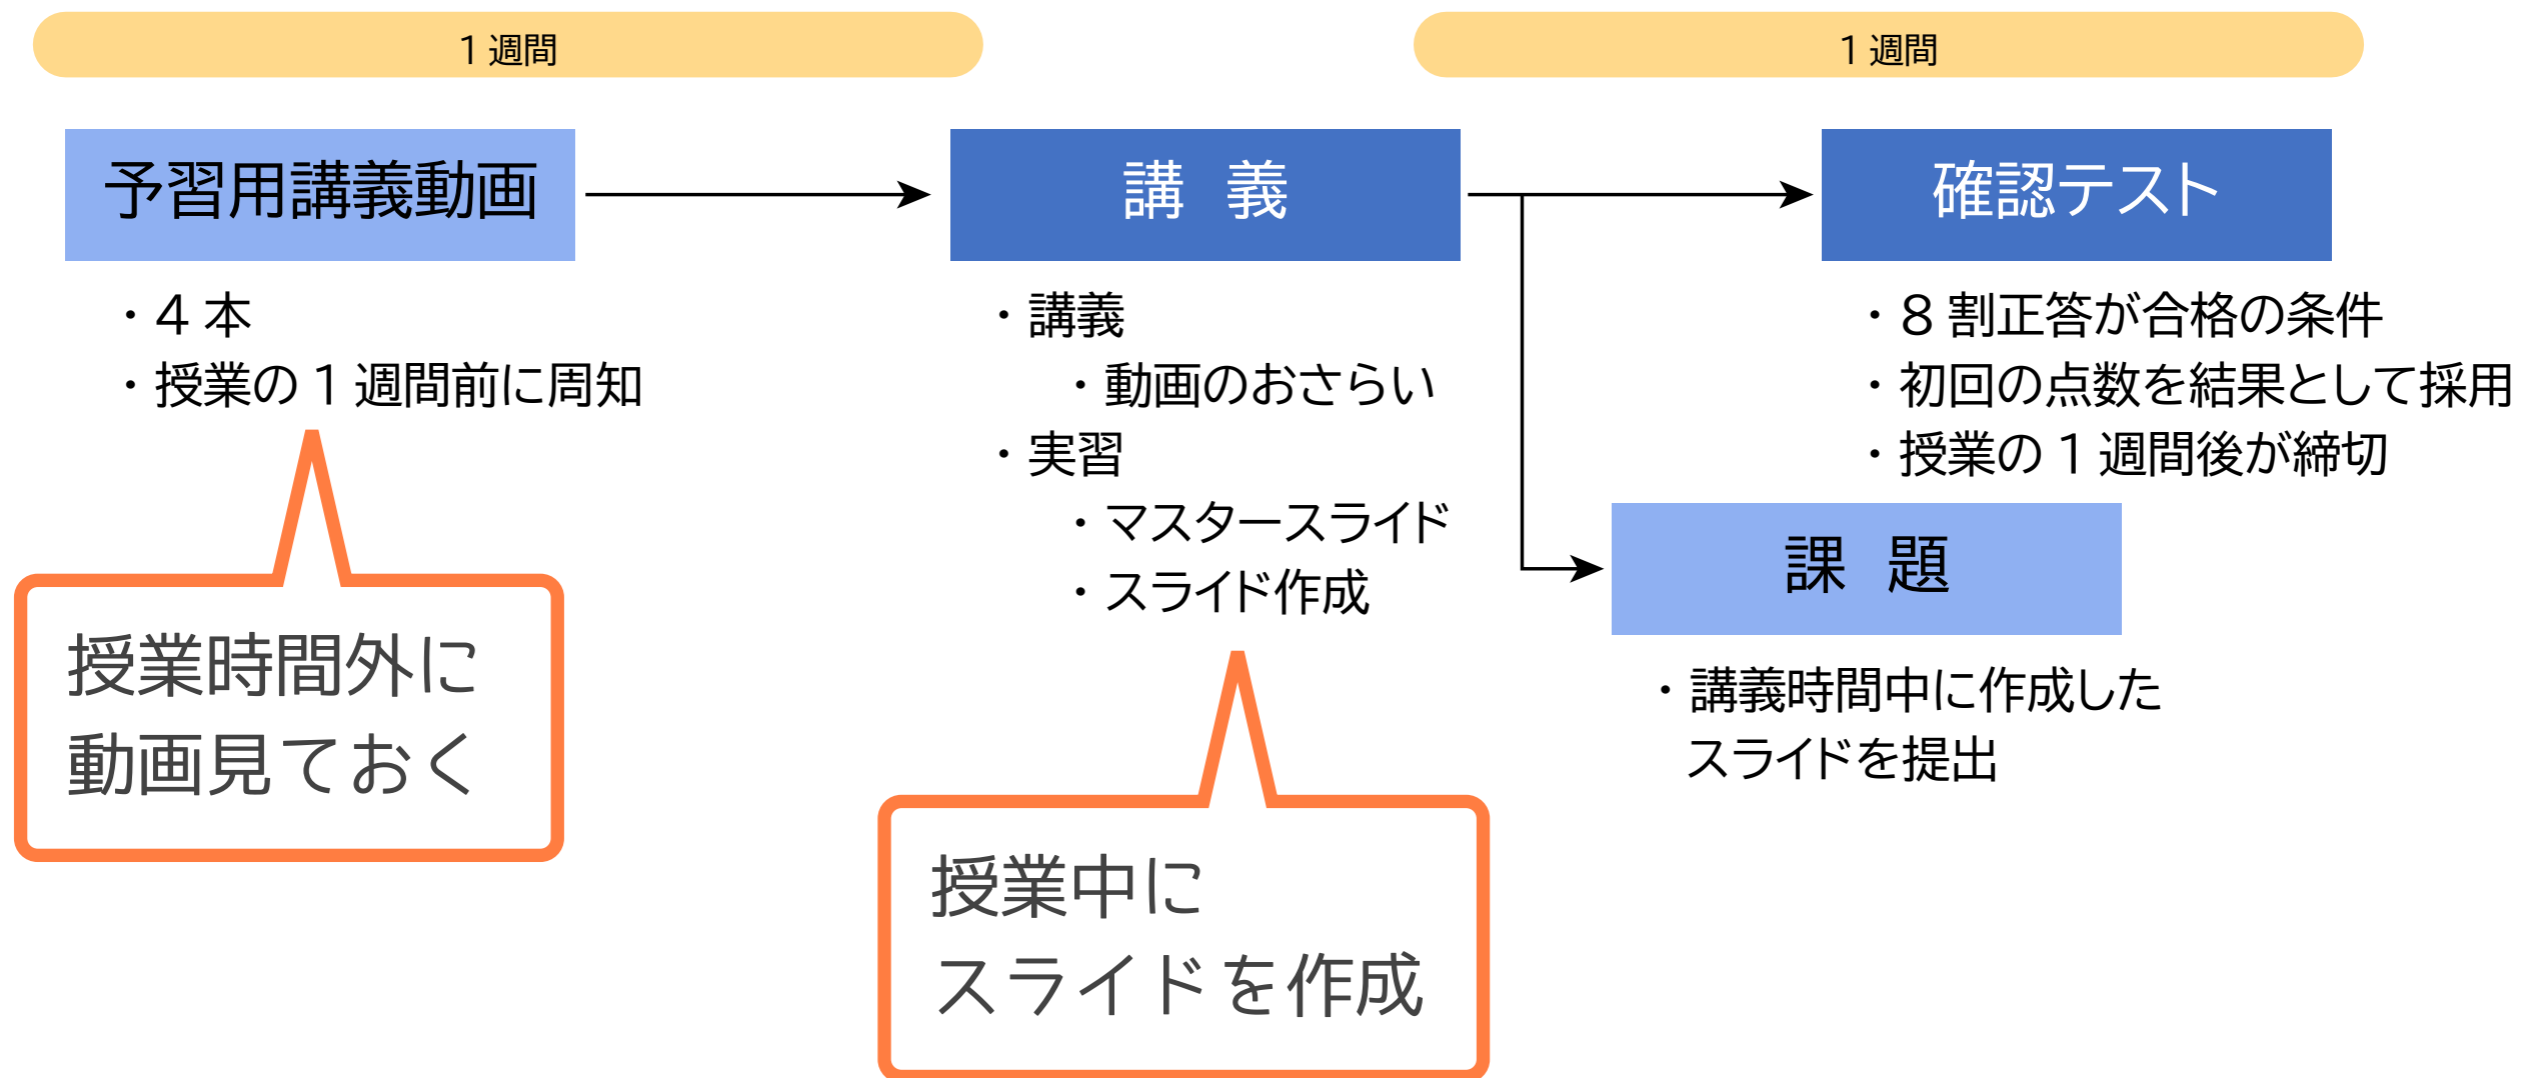 1週間
1週間
予習用講義動画
・4本
・授業の1週間前に周知
授業時間外に
動画見ておく
講 義
・講義
・動画のおさらい
・実習
・マスタースライド
・スライド作成
授業中に
スライドを作成
確認テスト
・8割正答が合格の条件
・初回の点数を結果として採用
・授業の1週間後が締切
課 題
・講義時間中に作成した
スライドを提出